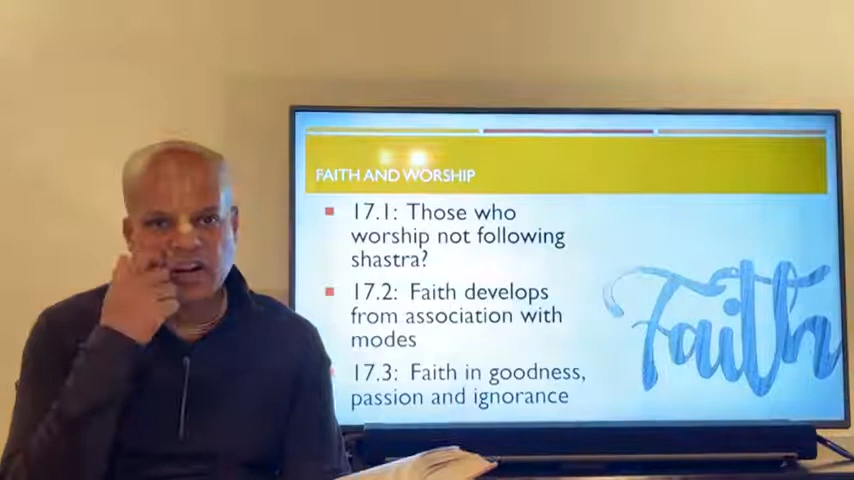 FAITH AND WORSHIP
17.1: Those who
worship not following
shastra?
17.2: Faith develops
from association with
modes
17.3: Faith in goodness,
passion and ignorance
Faith